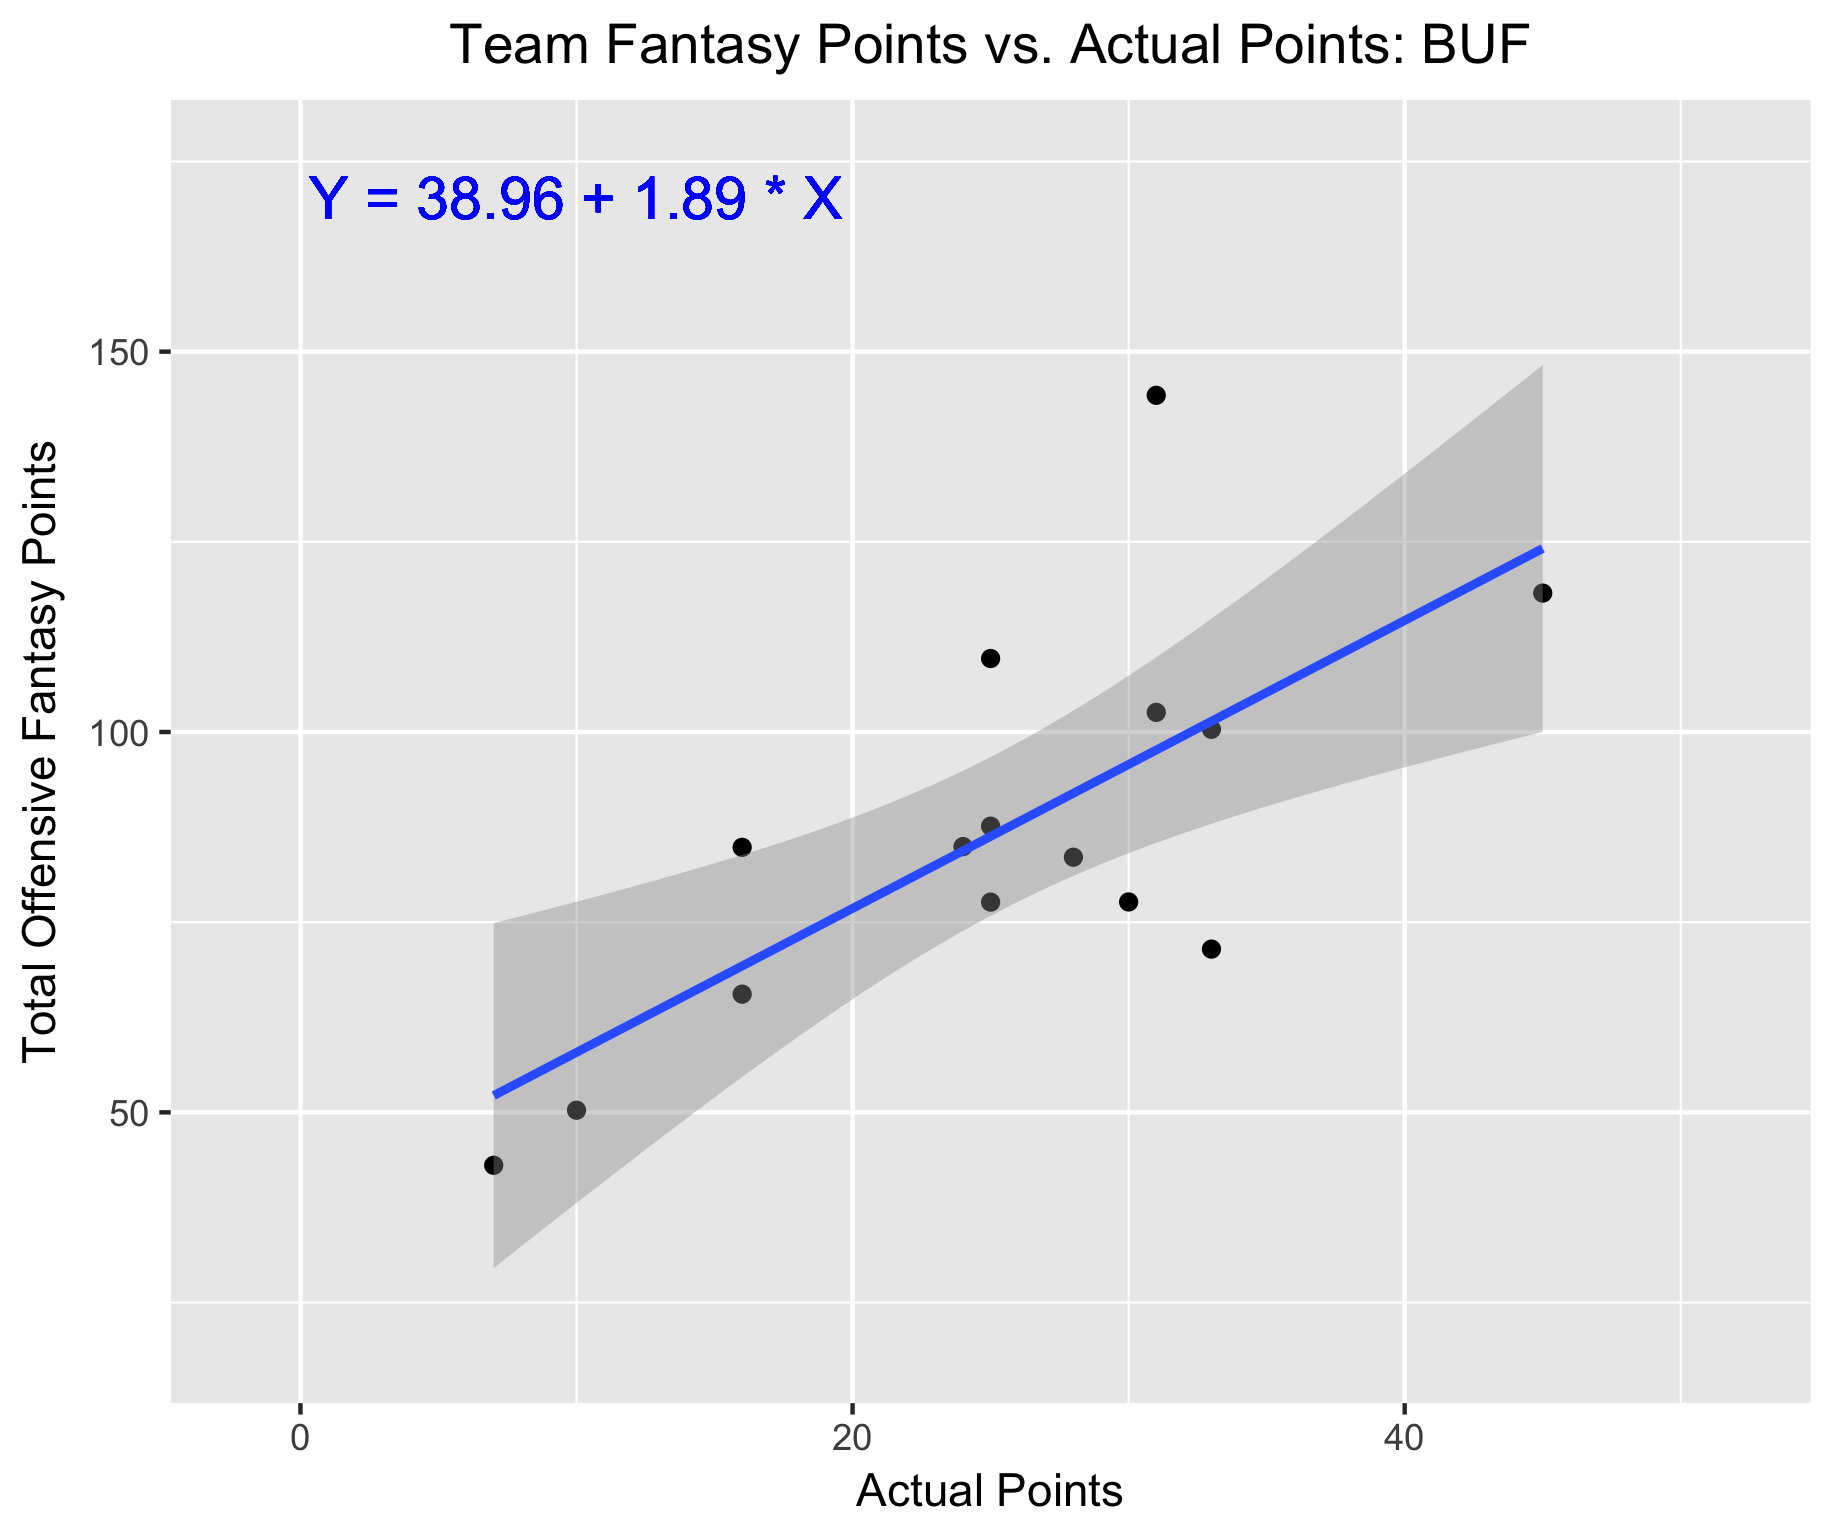 Team Fantasy Points vs. Actual Points: BUF
Y = 38.96 + 1.89 * X
Total Offensive Fantasy Points
150
100
50
0 20 40
Actual Points